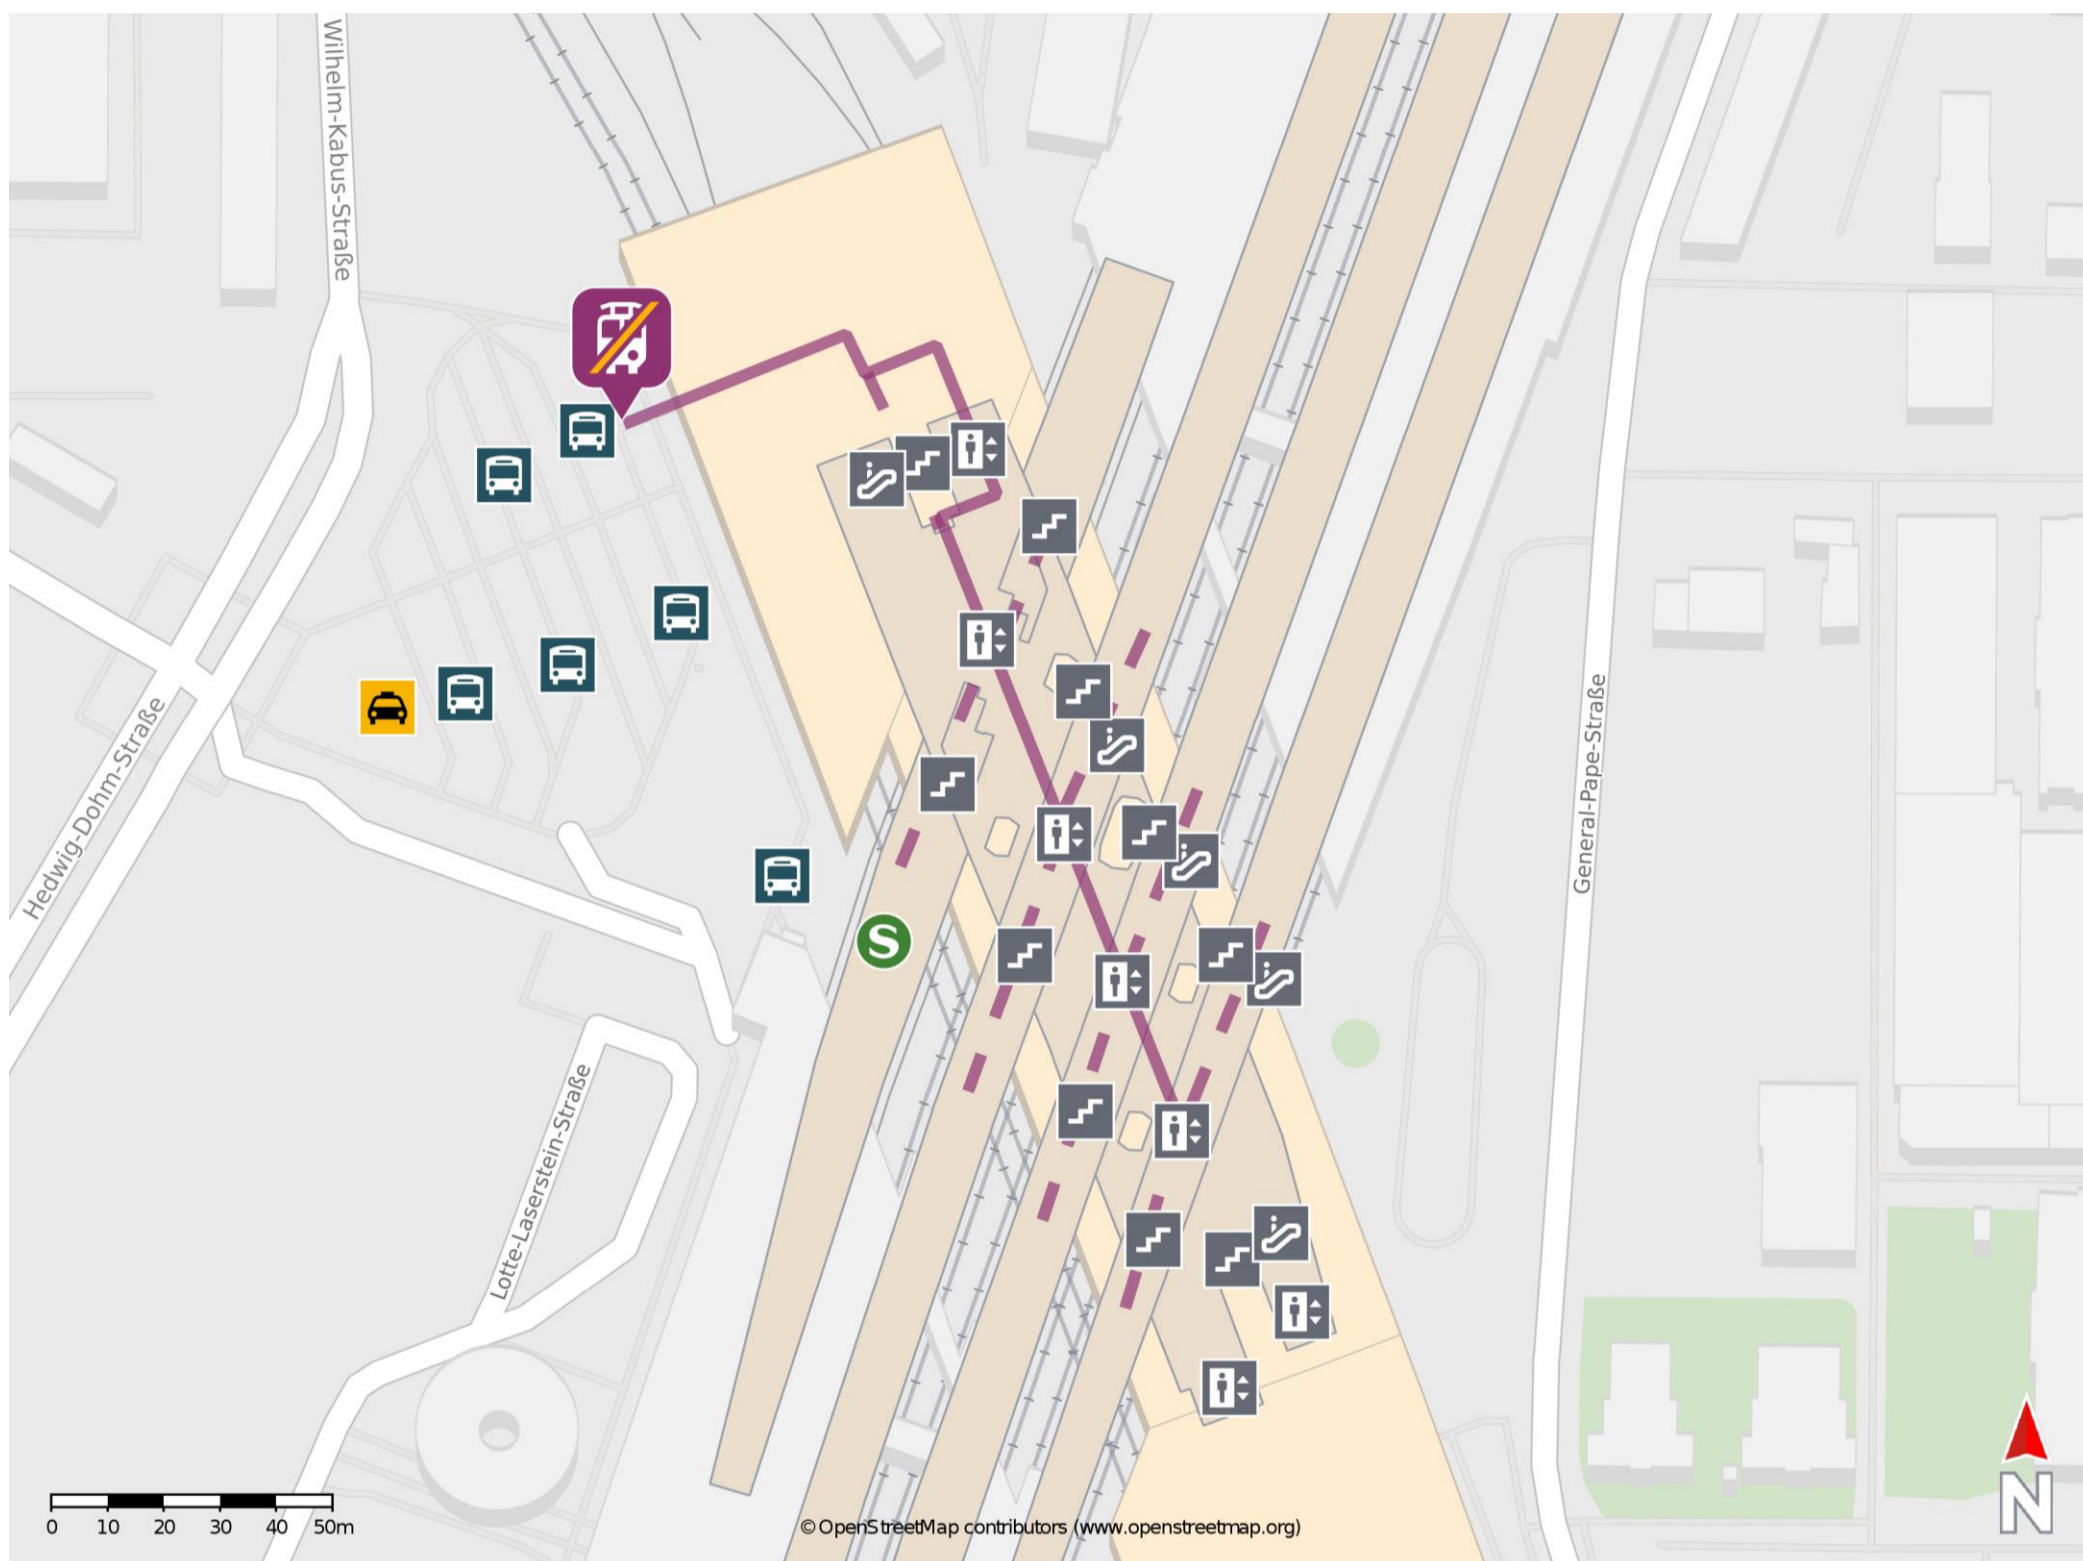 Wilhelm-Kabus-Straße
Hedwig-Dohm-Straße
General-Pape-Straße
S
Lotte-Laserstein-Straße
0 10 20 30 40 50m
© OpenStreetMap contributors (www.openstreetmap.org)
N